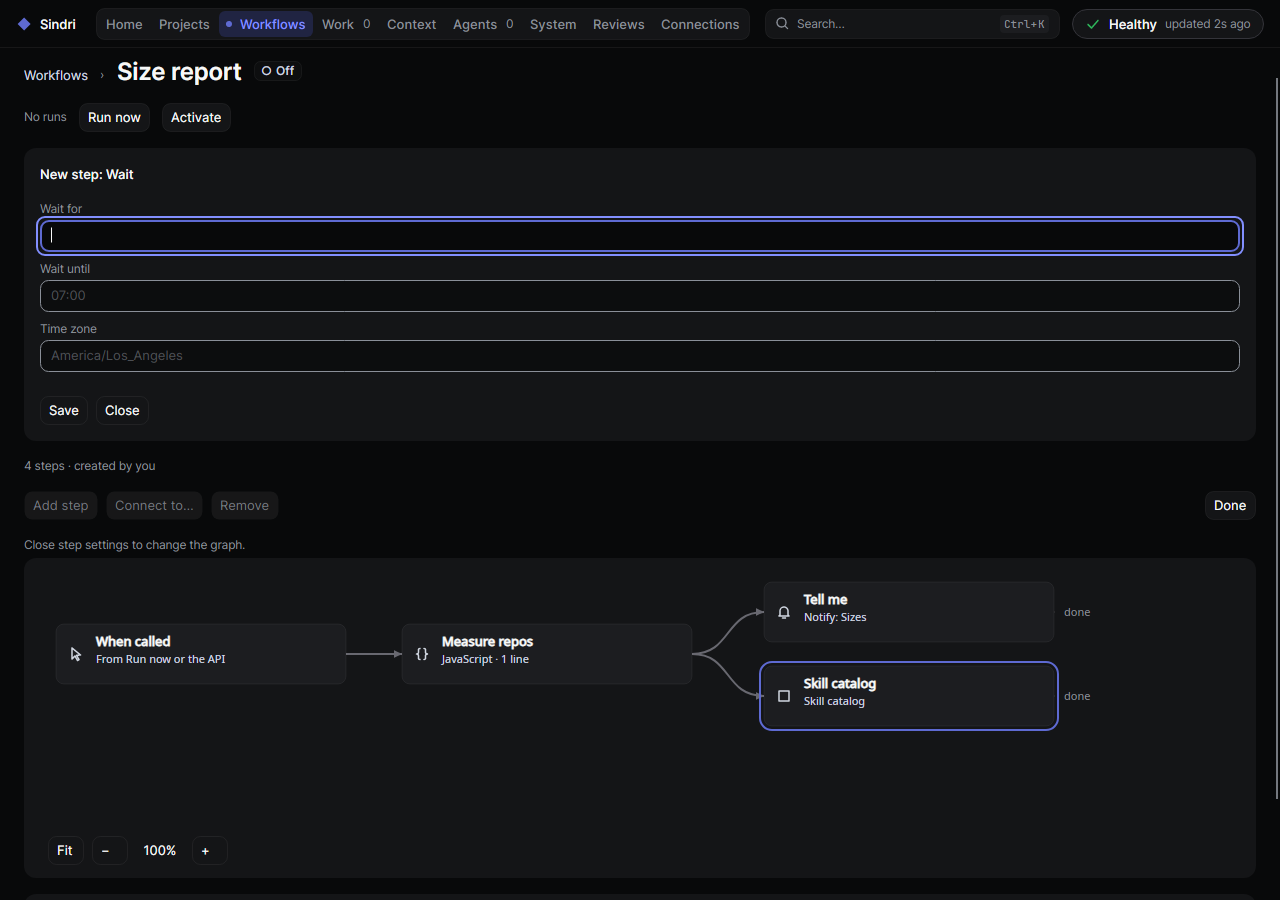 Sindri
Home Projects Workflows Work 0 Context Agents 0 System Reviews Connections
Search... Ctrl+K
Healthy updated 2s ago
Workflows › Size report Off
No runs Run now Activate
New step: Wait
Wait for
Wait until
07:00
Time zone
America/Los_Angeles
Save Close
4 steps · created by you
Add step Connect to... Remove Done
Close step settings to change the graph.
When called
From Run now or the API
{} Measure repos
JavaScript · 1 line
Tell me
Notify: Sizes
done
Skill catalog
Skill catalog
done
Fit – 100% +